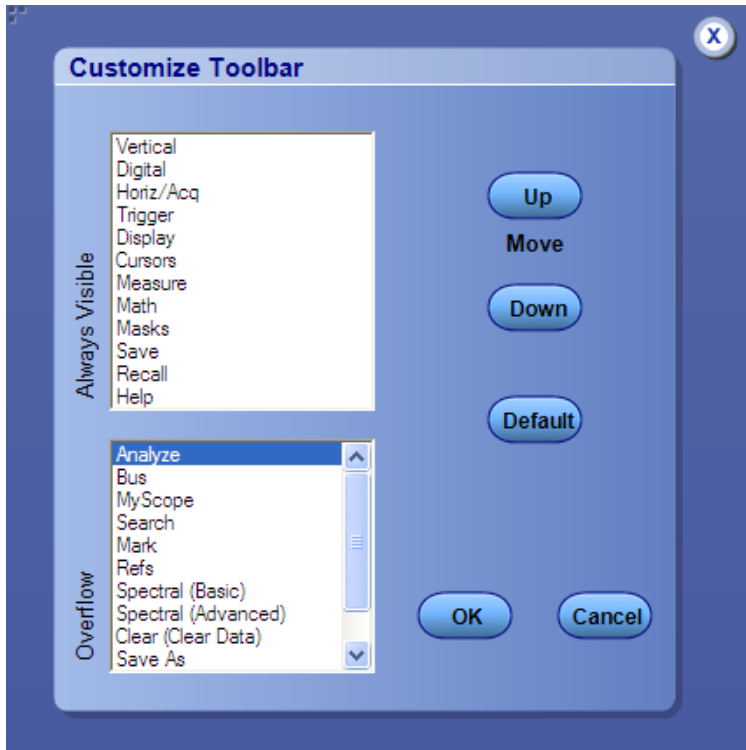 X
Customize Toolbar
Always Visible
Vertical
Digital
Horiz/Acq
Trigger
Display
Cursors
Measure
Math
Masks
Save
Recall
Help
Up
Move
Down
Default
Overflow
Analyze
Bus
MyScope
Search
Mark
Refs
Spectral (Basic)
Spectral (Advanced)
Clear (Clear Data)
Save As
OK
Cancel